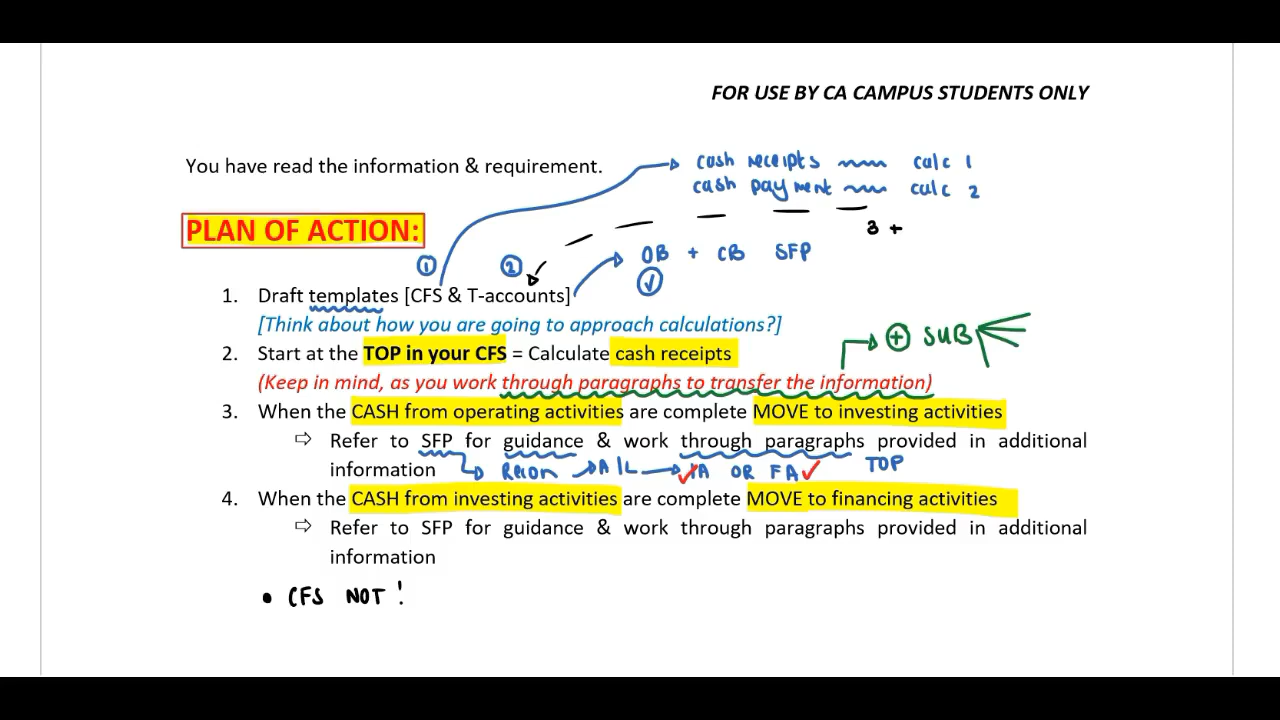 FOR USE BY CA CAMPUS STUDENTS ONLY
You have read the information & requirement.
cash receipts calc 1
cash payment calc 2
PLAN OF ACTION:
3 +
1 2 OB + CB SFP
1. Draft templates [CFS & T-accounts]
[Think about how you are going to approach calculations?]
+ SUB
2. Start at the TOP in your CFS = Calculate cash receipts
(Keep in mind, as you work through paragraphs to transfer the information)
3. When the CASH from operating activities are complete MOVE to investing activities
⇨ Refer to SFP for guidance & work through paragraphs provided in additional
information Recon A/L IA OR FA TOP
4. When the CASH from investing activities are complete MOVE to financing activities
⇨ Refer to SFP for guidance & work through paragraphs provided in additional
information
• CFS NOT!